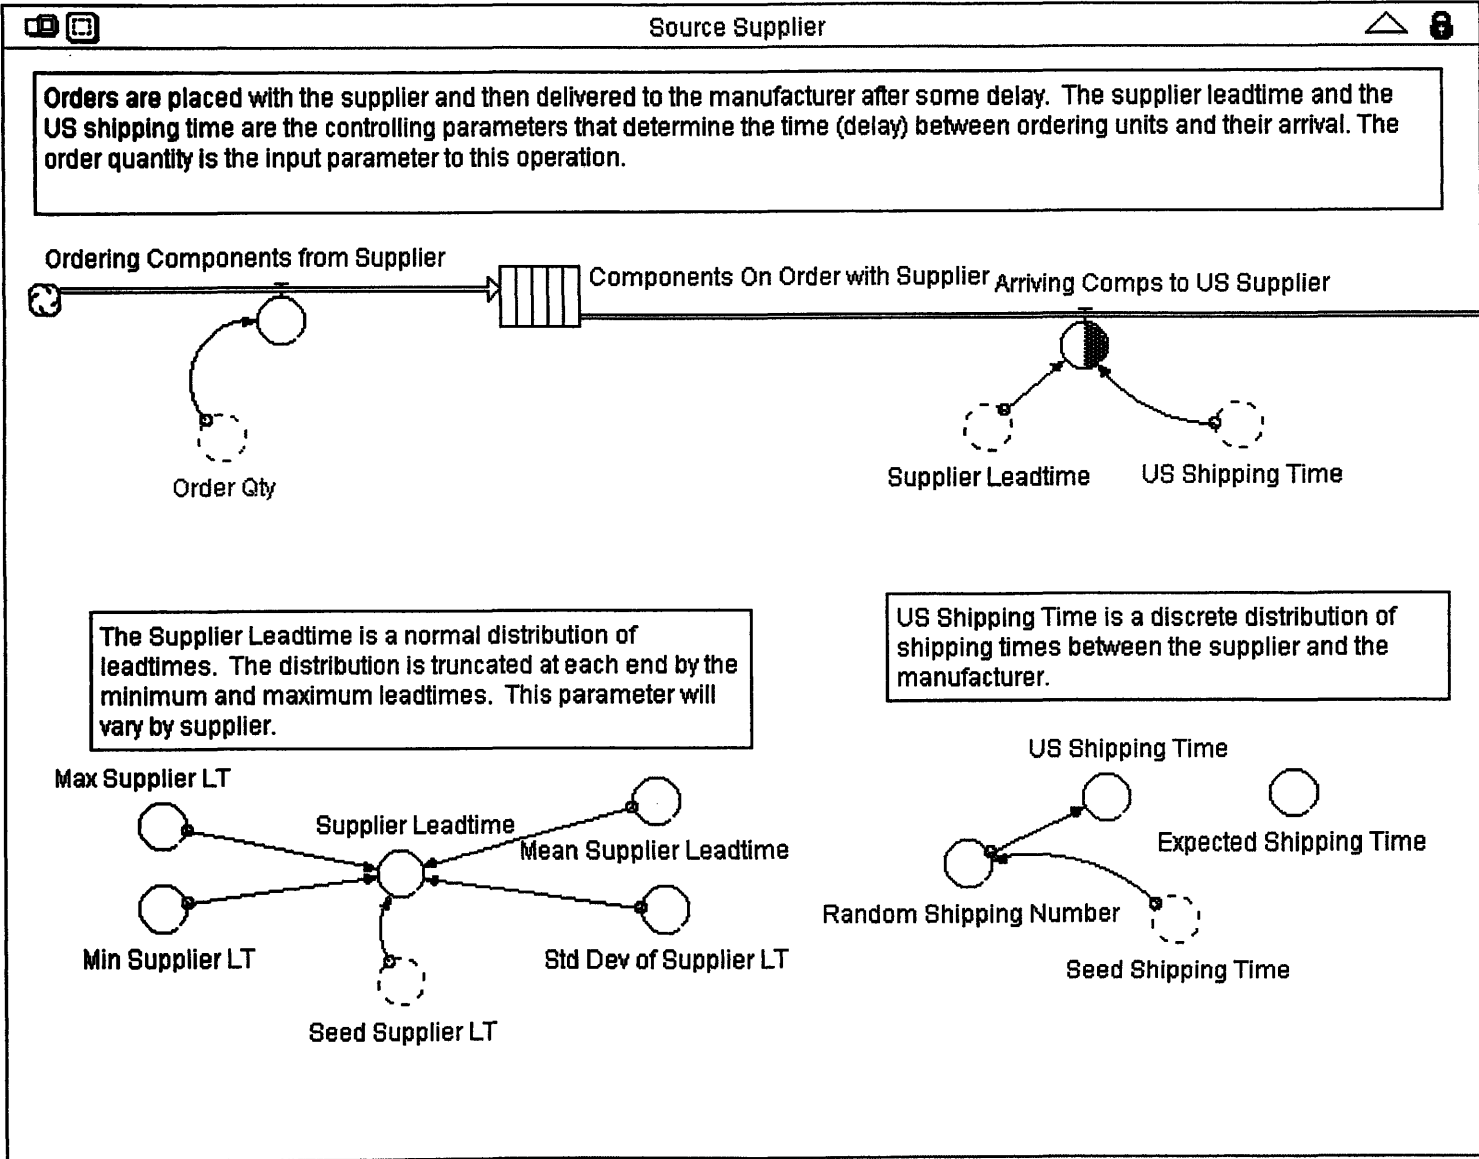 Source Supplier
Orders are placed with the supplier and then delivered to the manufacturer after some delay. The supplier leadtime and the
US shipping time are the controlling parameters that determine the time (delay) between ordering units and their arrival. The
order quantity is the input parameter to this operation.
Ordering Components from Supplier
Components On Order with Supplier
Arriving Comps to US Supplier
Order Qty
Supplier Leadtime
US Shipping Time
The Supplier Leadtime is a normal distribution of
leadtimes. The distribution is truncated at each end by the
minimum and maximum leadtimes. This parameter will
vary by supplier.
US Shipping Time is a discrete distribution of
shipping times between the supplier and the
manufacturer.
Max Supplier LT
Supplier Leadtime
Mean Supplier Leadtime
Min Supplier LT
Std Dev of Supplier LT
Seed Supplier LT
US Shipping Time
Expected Shipping Time
Random Shipping Number
Seed Shipping Time